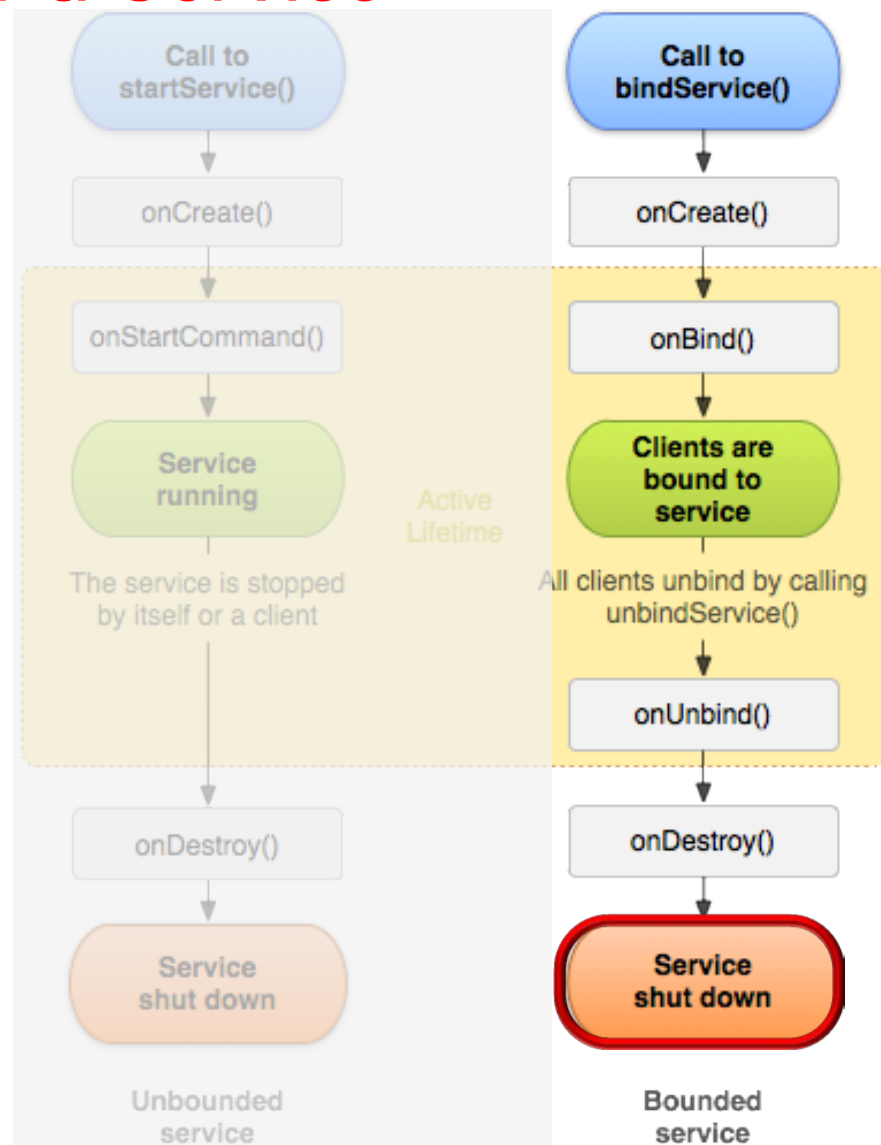 Call to
startService()
onCreate()
onStartCommand()
Service
running
Active
Lifetime
The service is stopped
by itself or a client
onDestroy()
Service
shut down
Unbounded
service
Call to
bindService()
onCreate()
onBind()
Clients are
bound to
service
All clients unbind by calling
unbindService()
onUnbind()
onDestroy()
Service
shut down
Bounded
service